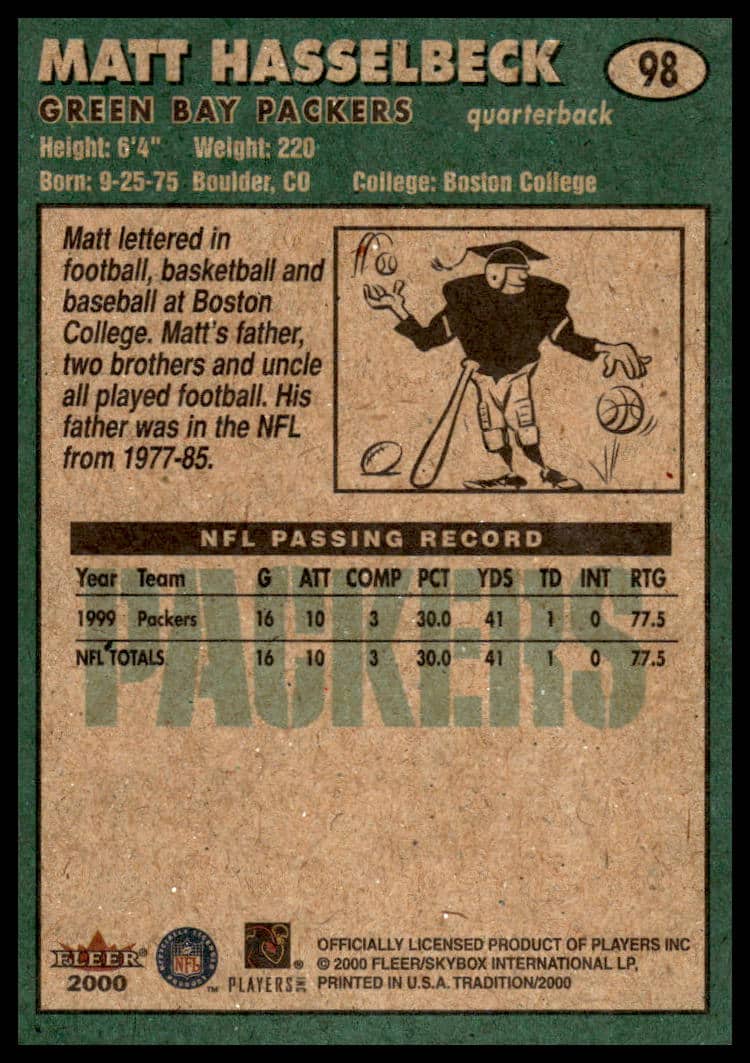 MATT HASSELBECK 98
GREEN BAY PACKERS quarterback
Height: 6'4" Weight: 220
Born: 9-25-75 Boulder, CO College: Boston College
Matt lettered in
football, basketball and
baseball at Boston
College. Matt's father,
two brothers and uncle
all played football. His
father was in the NFL
from 1977-85.
NFL PASSING RECORD
PACKERS
Year Team G ATT COMP PCT YDS TD INT RTG
1999 Packers 16 10 3 30.0 41 1 0 77.5
NFL TOTALS 16 10 3 30.0 41 1 0 77.5
FLEER®
2000
NFL
™
PLAYERS INC
®
OFFICIALLY LICENSED PRODUCT OF PLAYERS INC
© 2000 FLEER/SKYBOX INTERNATIONAL LP,
PRINTED IN U.S.A. TRADITION/2000